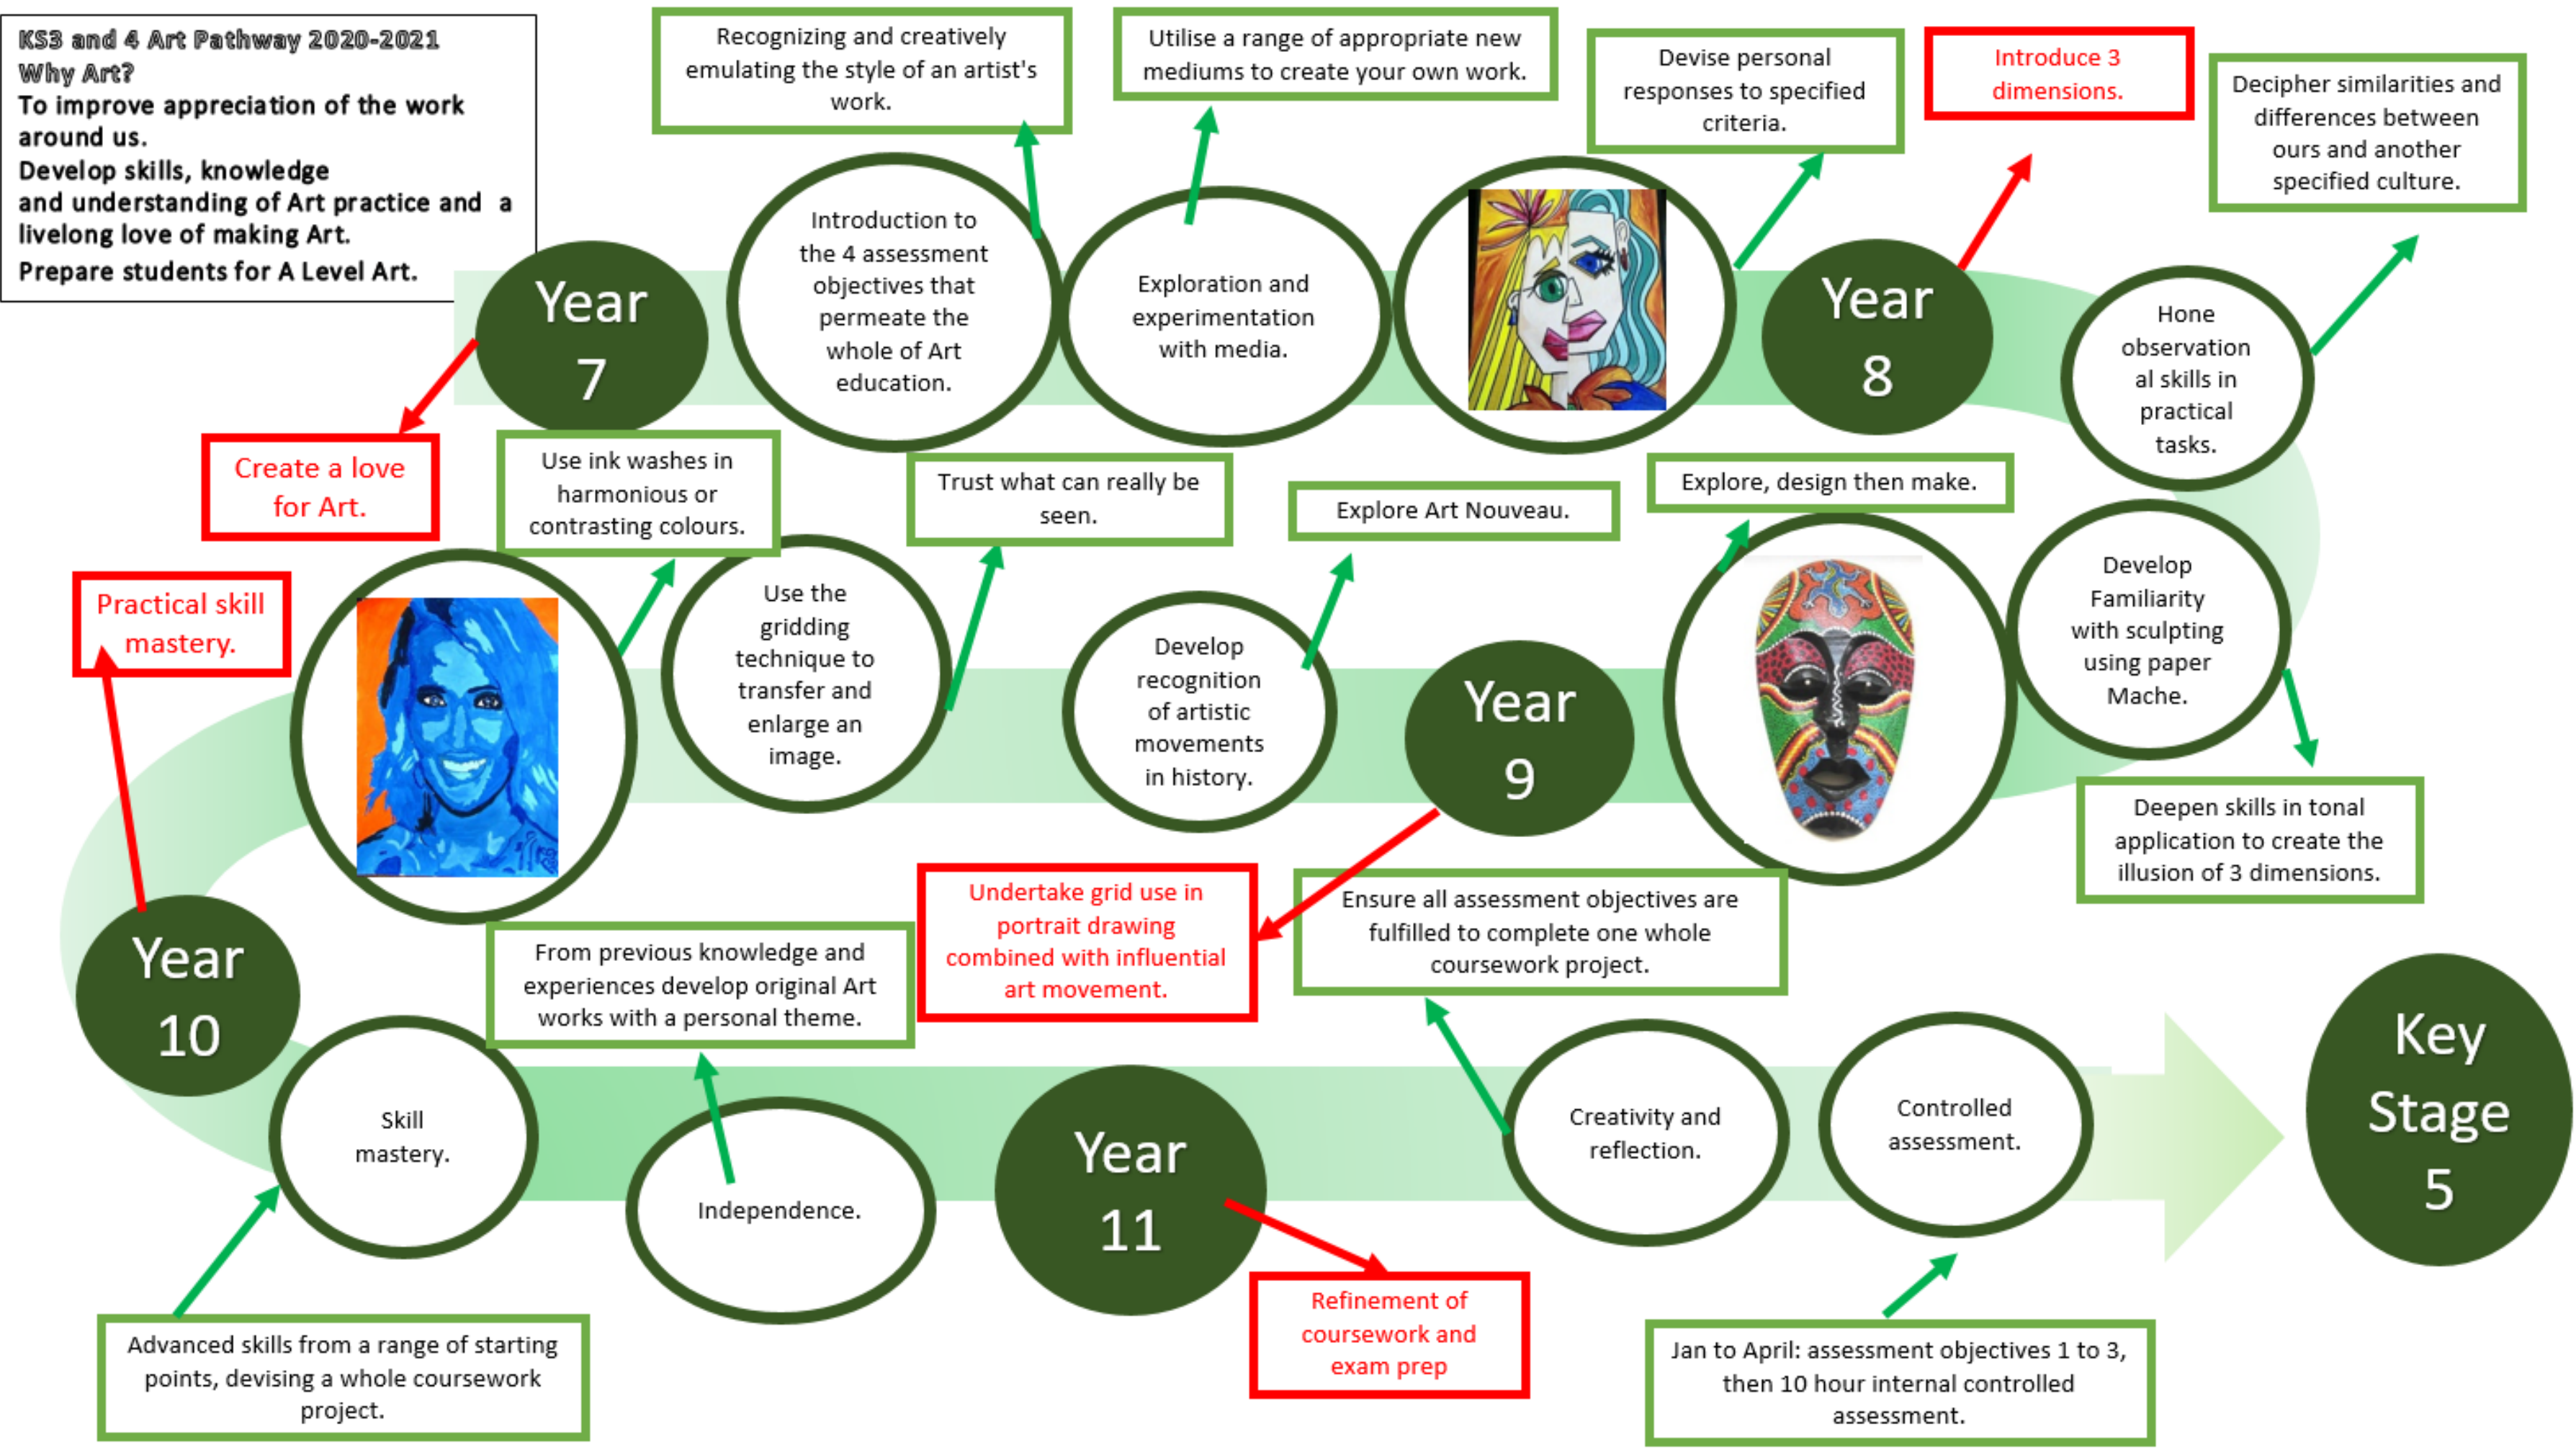 KS3 and 4 Art Pathway 2020-2021
Why Art?
To improve appreciation of the work
around us.
Develop skills, knowledge
and understanding of Art practice and a
livelong love of making Art.
Prepare students for A Level Art.
Recognizing and creatively
emulating the style of an artist's
work.
Utilise a range of appropriate new
mediums to create your own work.
Devise personal
responses to specified
criteria.
Introduce 3
dimensions.
Decipher similarities and
differences between
ours and another
specified culture.
Year
7
Introduction to
the 4 assessment
objectives that
permeate the
whole of Art
education.
Exploration and
experimentation
with media.
Year
8
Hone
observation
al skills in
practical
tasks.
Create a love
for Art.
Use ink washes in
harmonious or
contrasting colours.
Trust what can really be
seen.
Explore Art Nouveau.
Explore, design then make.
Practical skill
mastery.
Use the
gridding
technique to
transfer and
enlarge an
image.
Develop
recognition
of artistic
movements
in history.
Year
9
Develop
Familiarity
with sculpting
using paper
Mache.
Deepen skills in tonal
application to create the
illusion of 3 dimensions.
Year
10
From previous knowledge and
experiences develop original Art
works with a personal theme.
Undertake grid use in
portrait drawing
combined with influential
art movement.
Ensure all assessment objectives are
fulfilled to complete one whole
coursework project.
Skill
mastery.
Independence.
Year
11
Creativity and
reflection.
Controlled
assessment.
Key
Stage
5
Advanced skills from a range of starting
points, devising a whole coursework
project.
Refinement of
coursework and
exam prep
Jan to April: assessment objectives 1 to 3,
then 10 hour internal controlled
assessment.